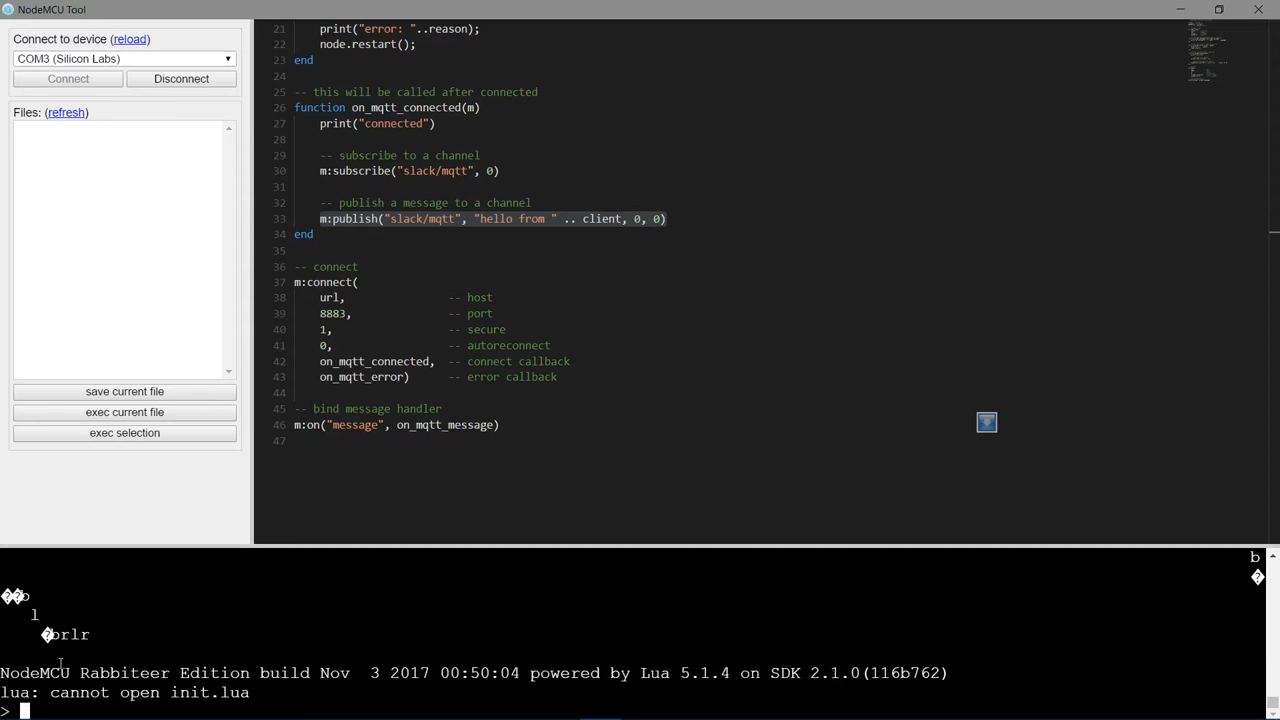 NodeMCU Tool
Connect to device (reload)
COM3 (Silicon Labs)
Connect
Disconnect
Files: (refresh)
save current file
exec current file
exec selection
21 print("error: "..reason);
22 node.restart();
23 end
24
25 -- this will be called after connected
26 function on_mqtt_connected(m)
27 print("connected")
28
29 -- subscribe to a channel
30 m:subscribe("slack/mqtt", 0)
31
32 -- publish a message to a channel
33 m:publish("slack/mqtt", "hello from " .. client, 0, 0)
34 end
35
36 -- connect
37 m:connect(
38 url, -- host
39 8883, -- port
40 1, -- secure
41 0, -- autoreconnect
42 on_mqtt_connected, -- connect callback
43 on_mqtt_error) -- error callback
44
45 -- bind message handler
46 m:on("message", on_mqtt_message)
47
b
�
��b
l
�brlr
NodeMCU Rabbiteer Edition build Nov  3 2017 00:50:04 powered by Lua 5.1.4 on SDK 2.1.0(116b762)
lua: cannot open init.lua
>